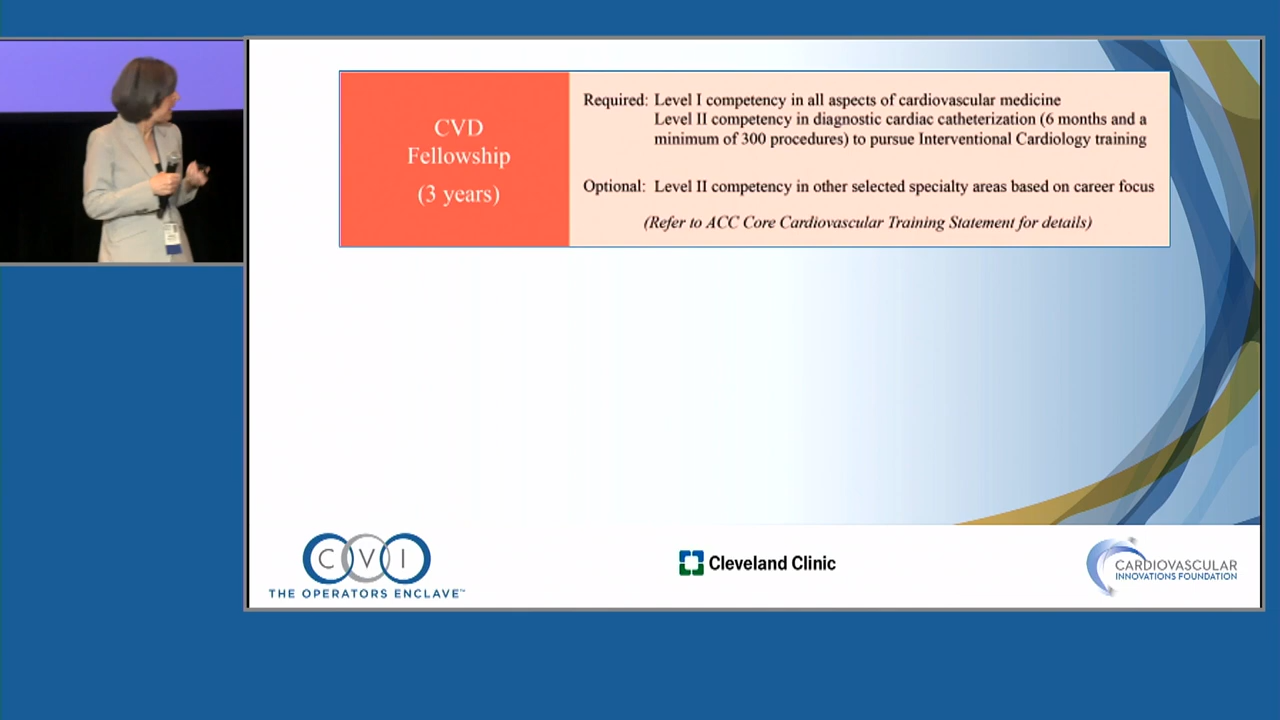 CVD
Fellowship
(3 years)
Required: Level I competency in all aspects of cardiovascular medicine
Level II competency in diagnostic cardiac catheterization (6 months and a
minimum of 300 procedures) to pursue Interventional Cardiology training
Optional: Level II competency in other selected specialty areas based on career focus
(Refer to ACC Core Cardiovascular Training Statement for details)
CVI
THE OPERATORS ENCLAVE™
Cleveland Clinic
CARDIOVASCULAR
INNOVATIONS FOUNDATION